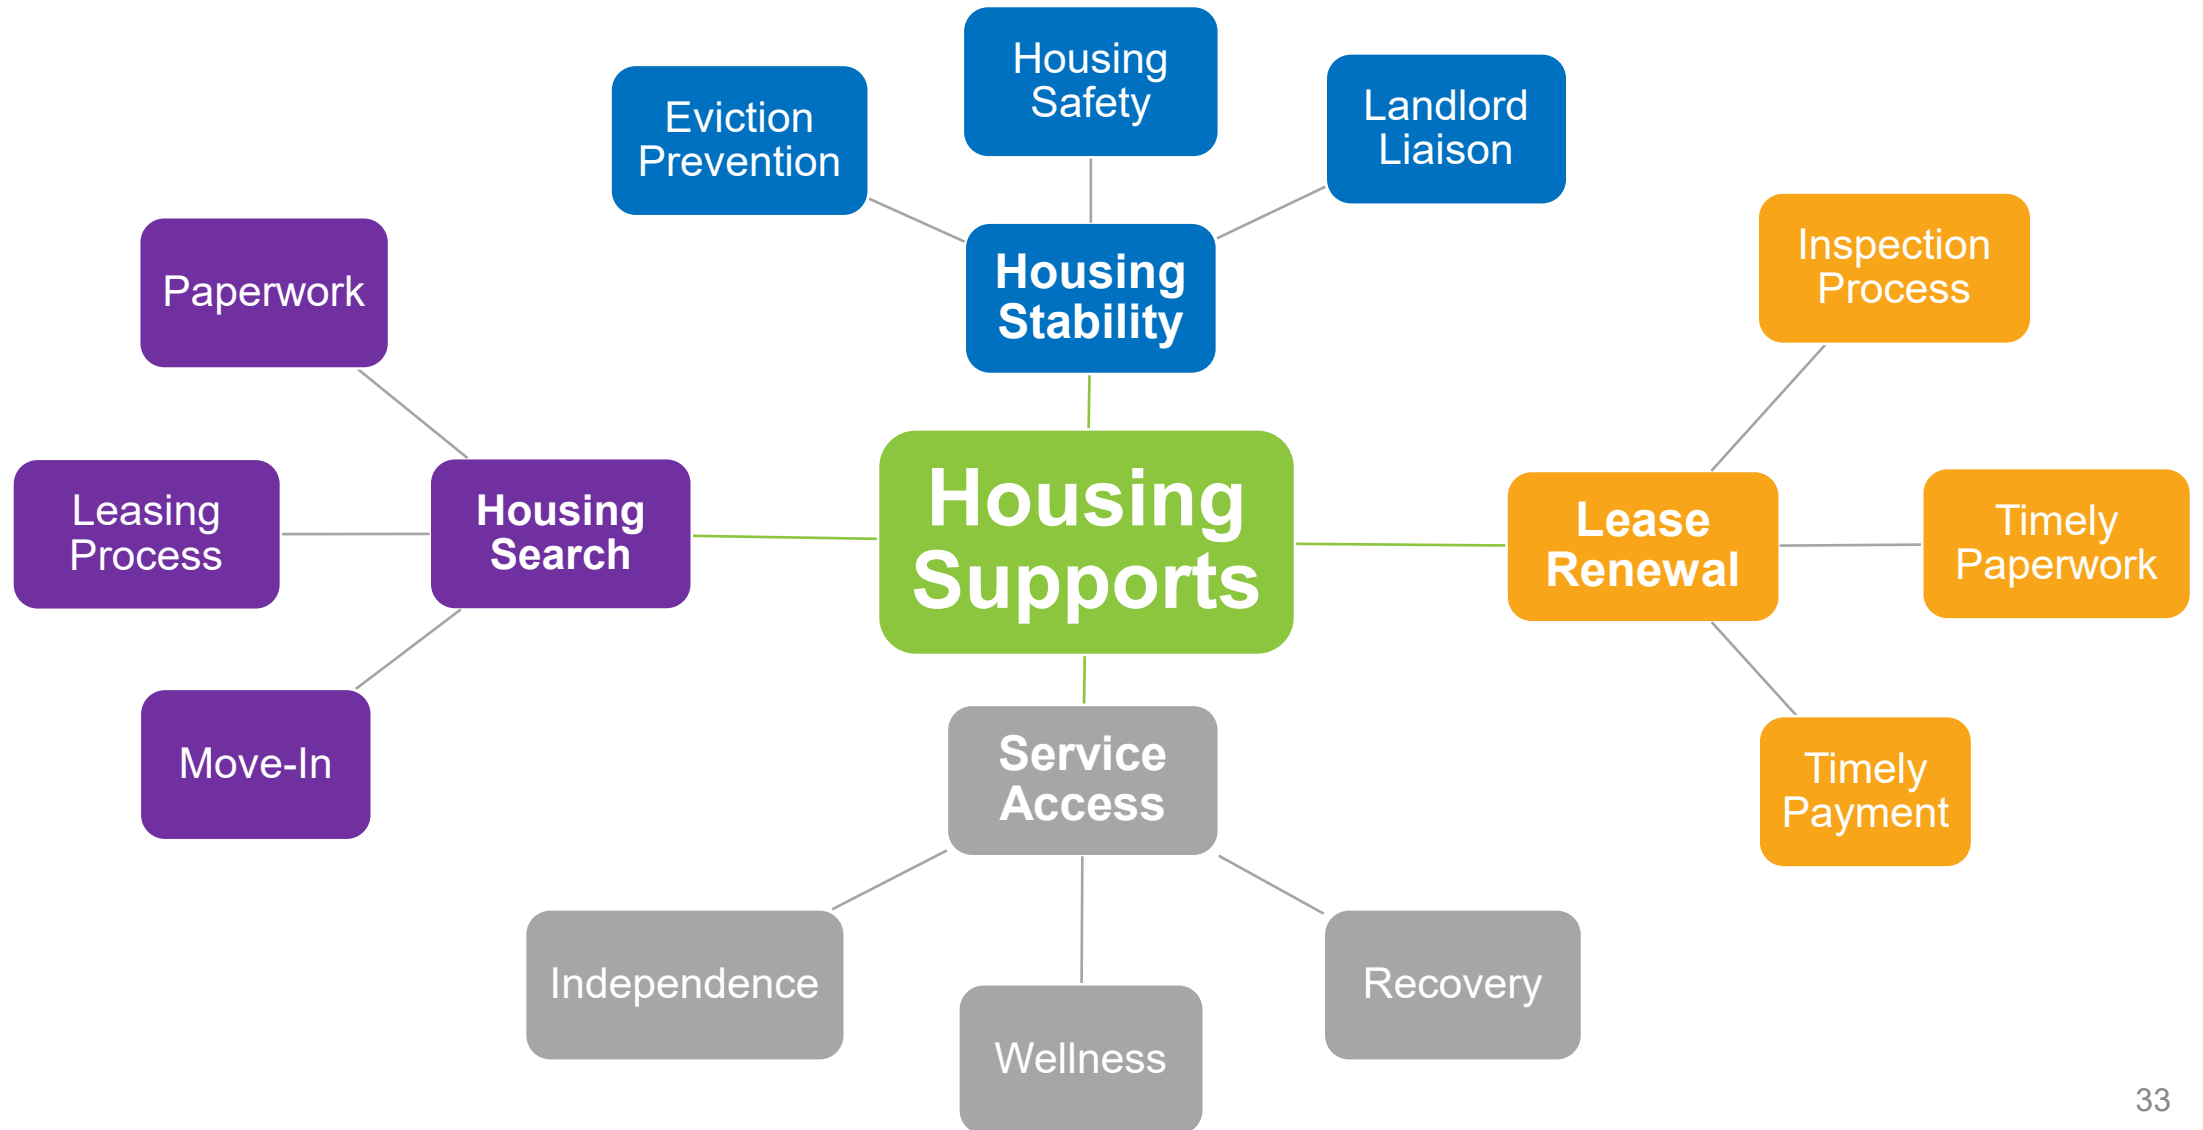 Housing
Safety
Eviction
Prevention
Landlord
Liaison
Housing
Stability
Paperwork
Leasing
Process
Move-In
Housing
Search
Housing
Supports
Lease
Renewal
Inspection
Process
Timely
Paperwork
Timely
Payment
Service
Access
Independence
Wellness
Recovery
33